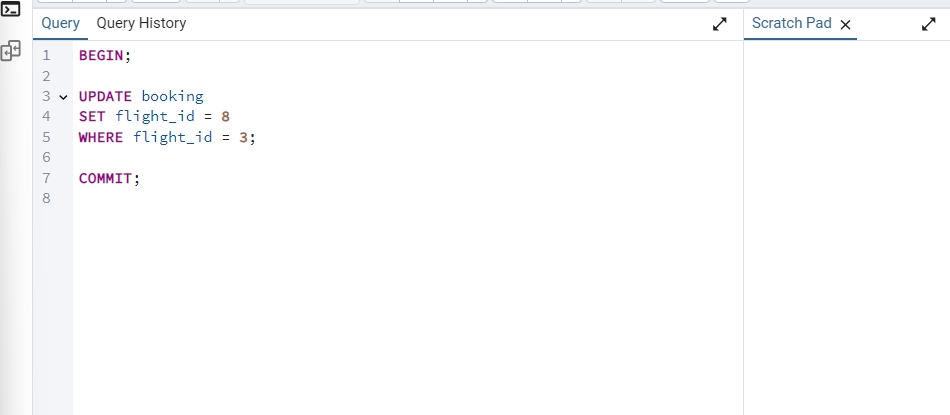 Query Query History Scratch Pad
1 BEGIN;
2
3 UPDATE booking
4 SET flight_id = 8
5 WHERE flight_id = 3;
6
7 COMMIT;
8